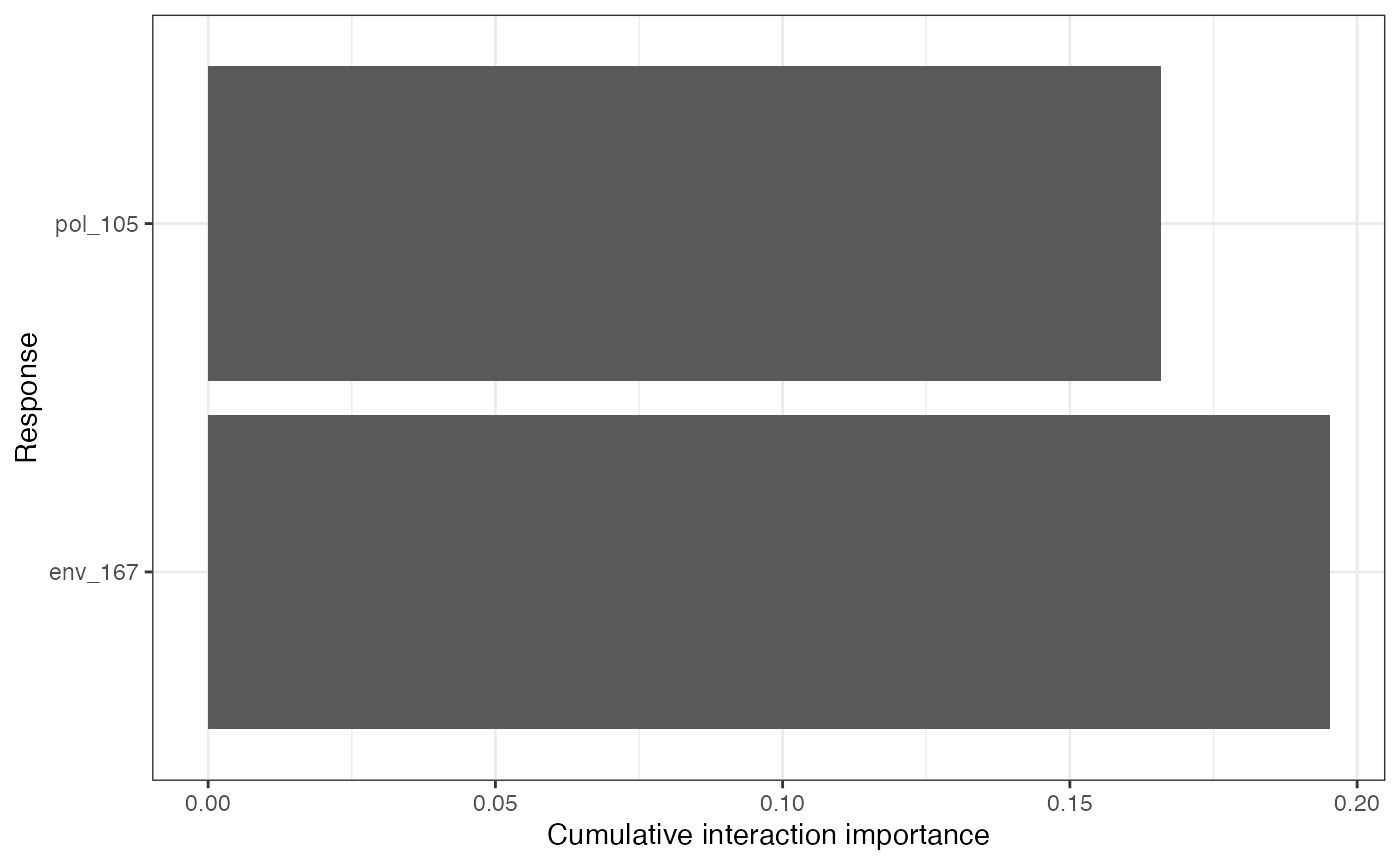 Response
pol_105
env_167
0.00 0.05 0.10 0.15 0.20
Cumulative interaction importance